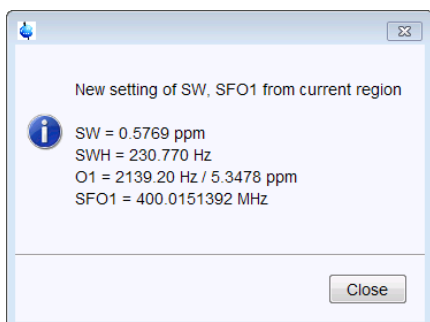 New setting of SW, SFO1 from current region
SW = 0.5769 ppm
SWH = 230.770 Hz
O1 = 2139.20 Hz / 5.3478 ppm
SFO1 = 400.0151392 MHz
Close